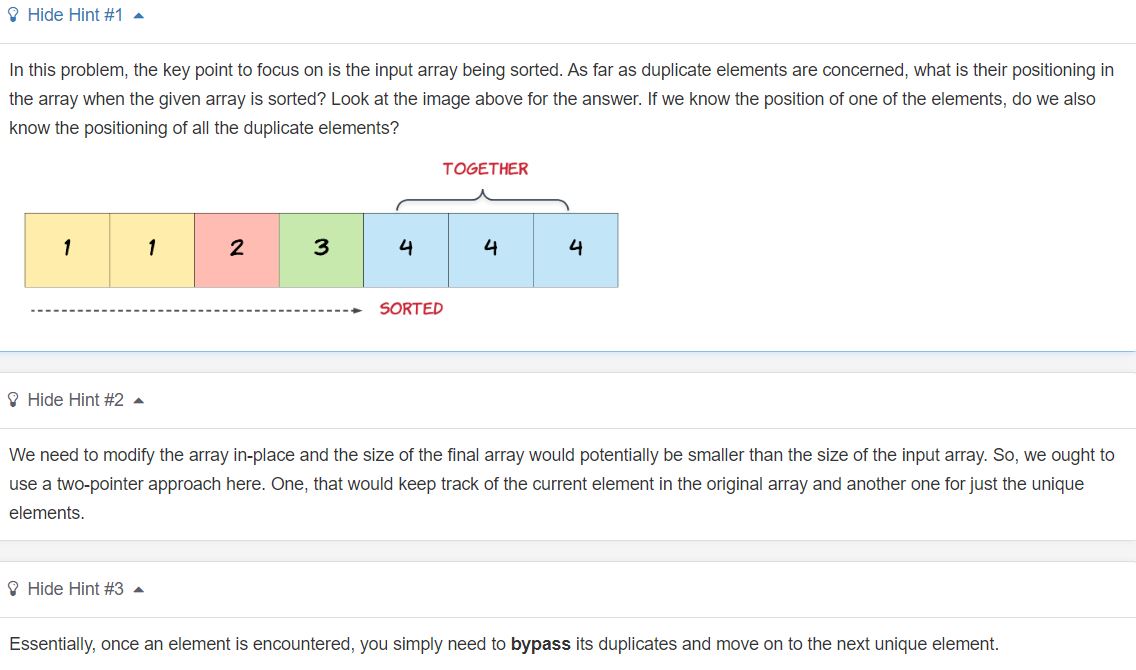 Hide Hint #1
In this problem, the key point to focus on is the input array being sorted. As far as duplicate elements are concerned, what is their positioning in
the array when the given array is sorted? Look at the image above for the answer. If we know the position of one of the elements, do we also
know the positioning of all the duplicate elements?
TOGETHER
1 1 2 3 4 4 4
SORTED
Hide Hint #2
We need to modify the array in-place and the size of the final array would potentially be smaller than the size of the input array. So, we ought to
use a two-pointer approach here. One, that would keep track of the current element in the original array and another one for just the unique
elements.
Hide Hint #3
Essentially, once an element is encountered, you simply need to bypass its duplicates and move on to the next unique element.